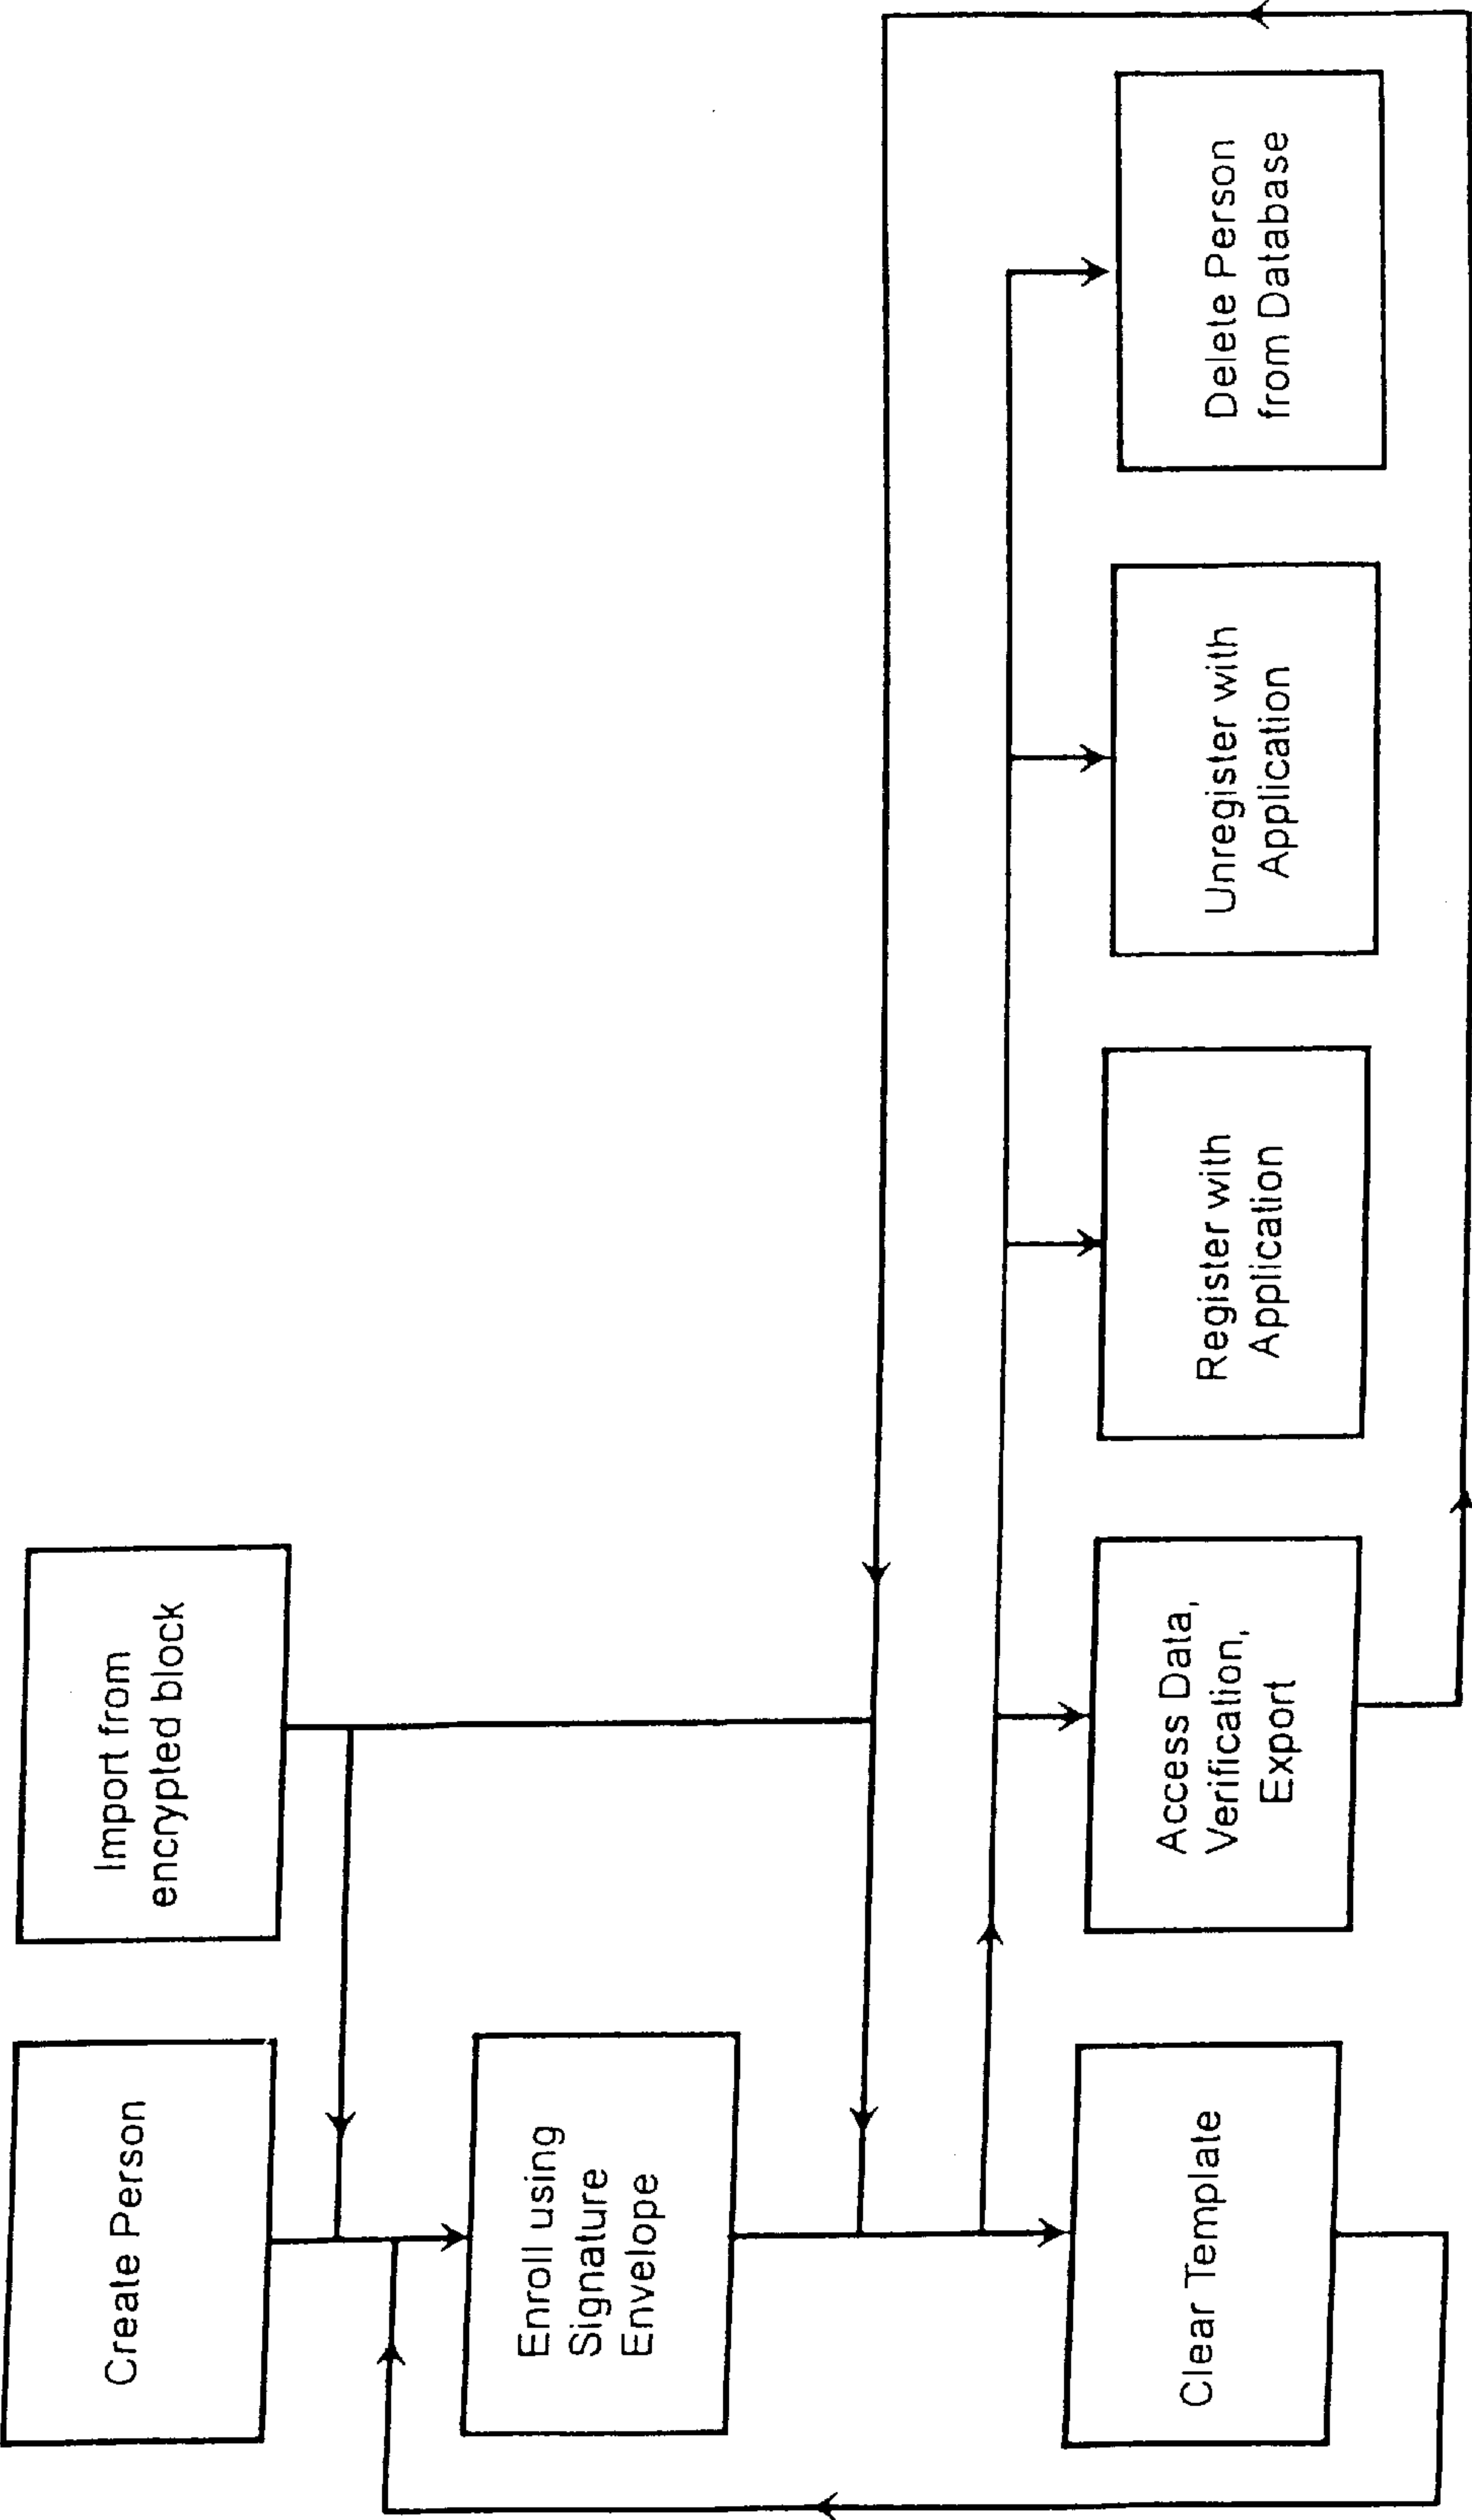 Create Person
Import from
encrypted block
Enroll using
Signature
Envelope
Clear Template
Access Data,
Verification,
Export
Register with
Application
Unregister with
Application
Delete Person
from Database